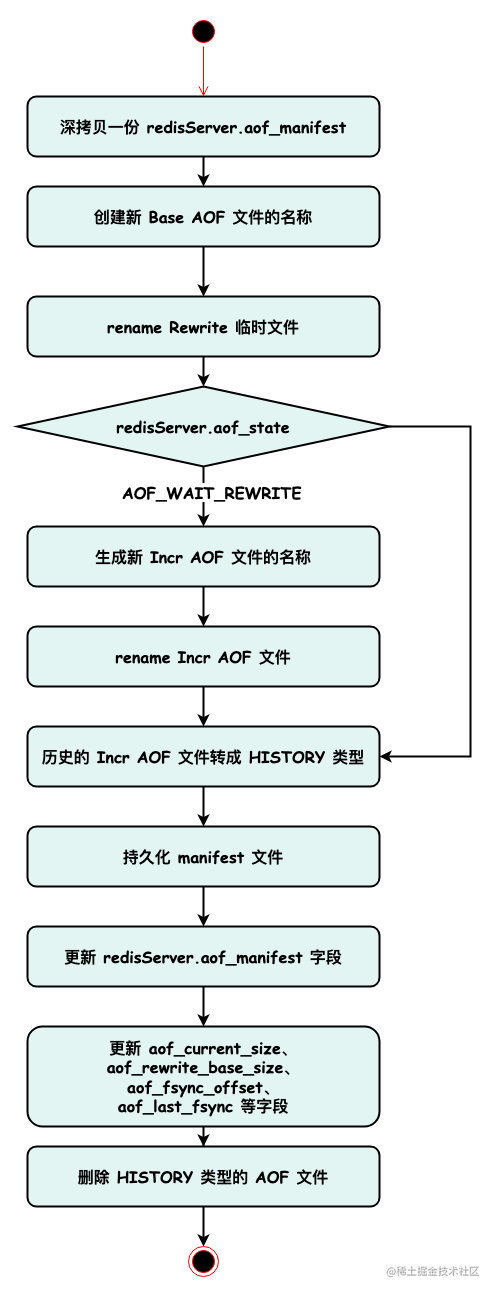 深拷贝一份 redisServer.aof_manifest
创建新 Base AOF 文件的名称
rename Rewrite 临时文件
redisServer.aof_state
AOF_WAIT_REWRITE
生成新 Incr AOF 文件的名称
rename Incr AOF 文件
历史的 Incr AOF 文件转成 HISTORY 类型
持久化 manifest 文件
更新 redisServer.aof_manifest 字段
更新 aof_current_size、
aof_rewrite_base_size、
aof_fsync_offset、
aof_last_fsync 等字段
删除 HISTORY 类型的 AOF 文件
@稀土掘金技术社区